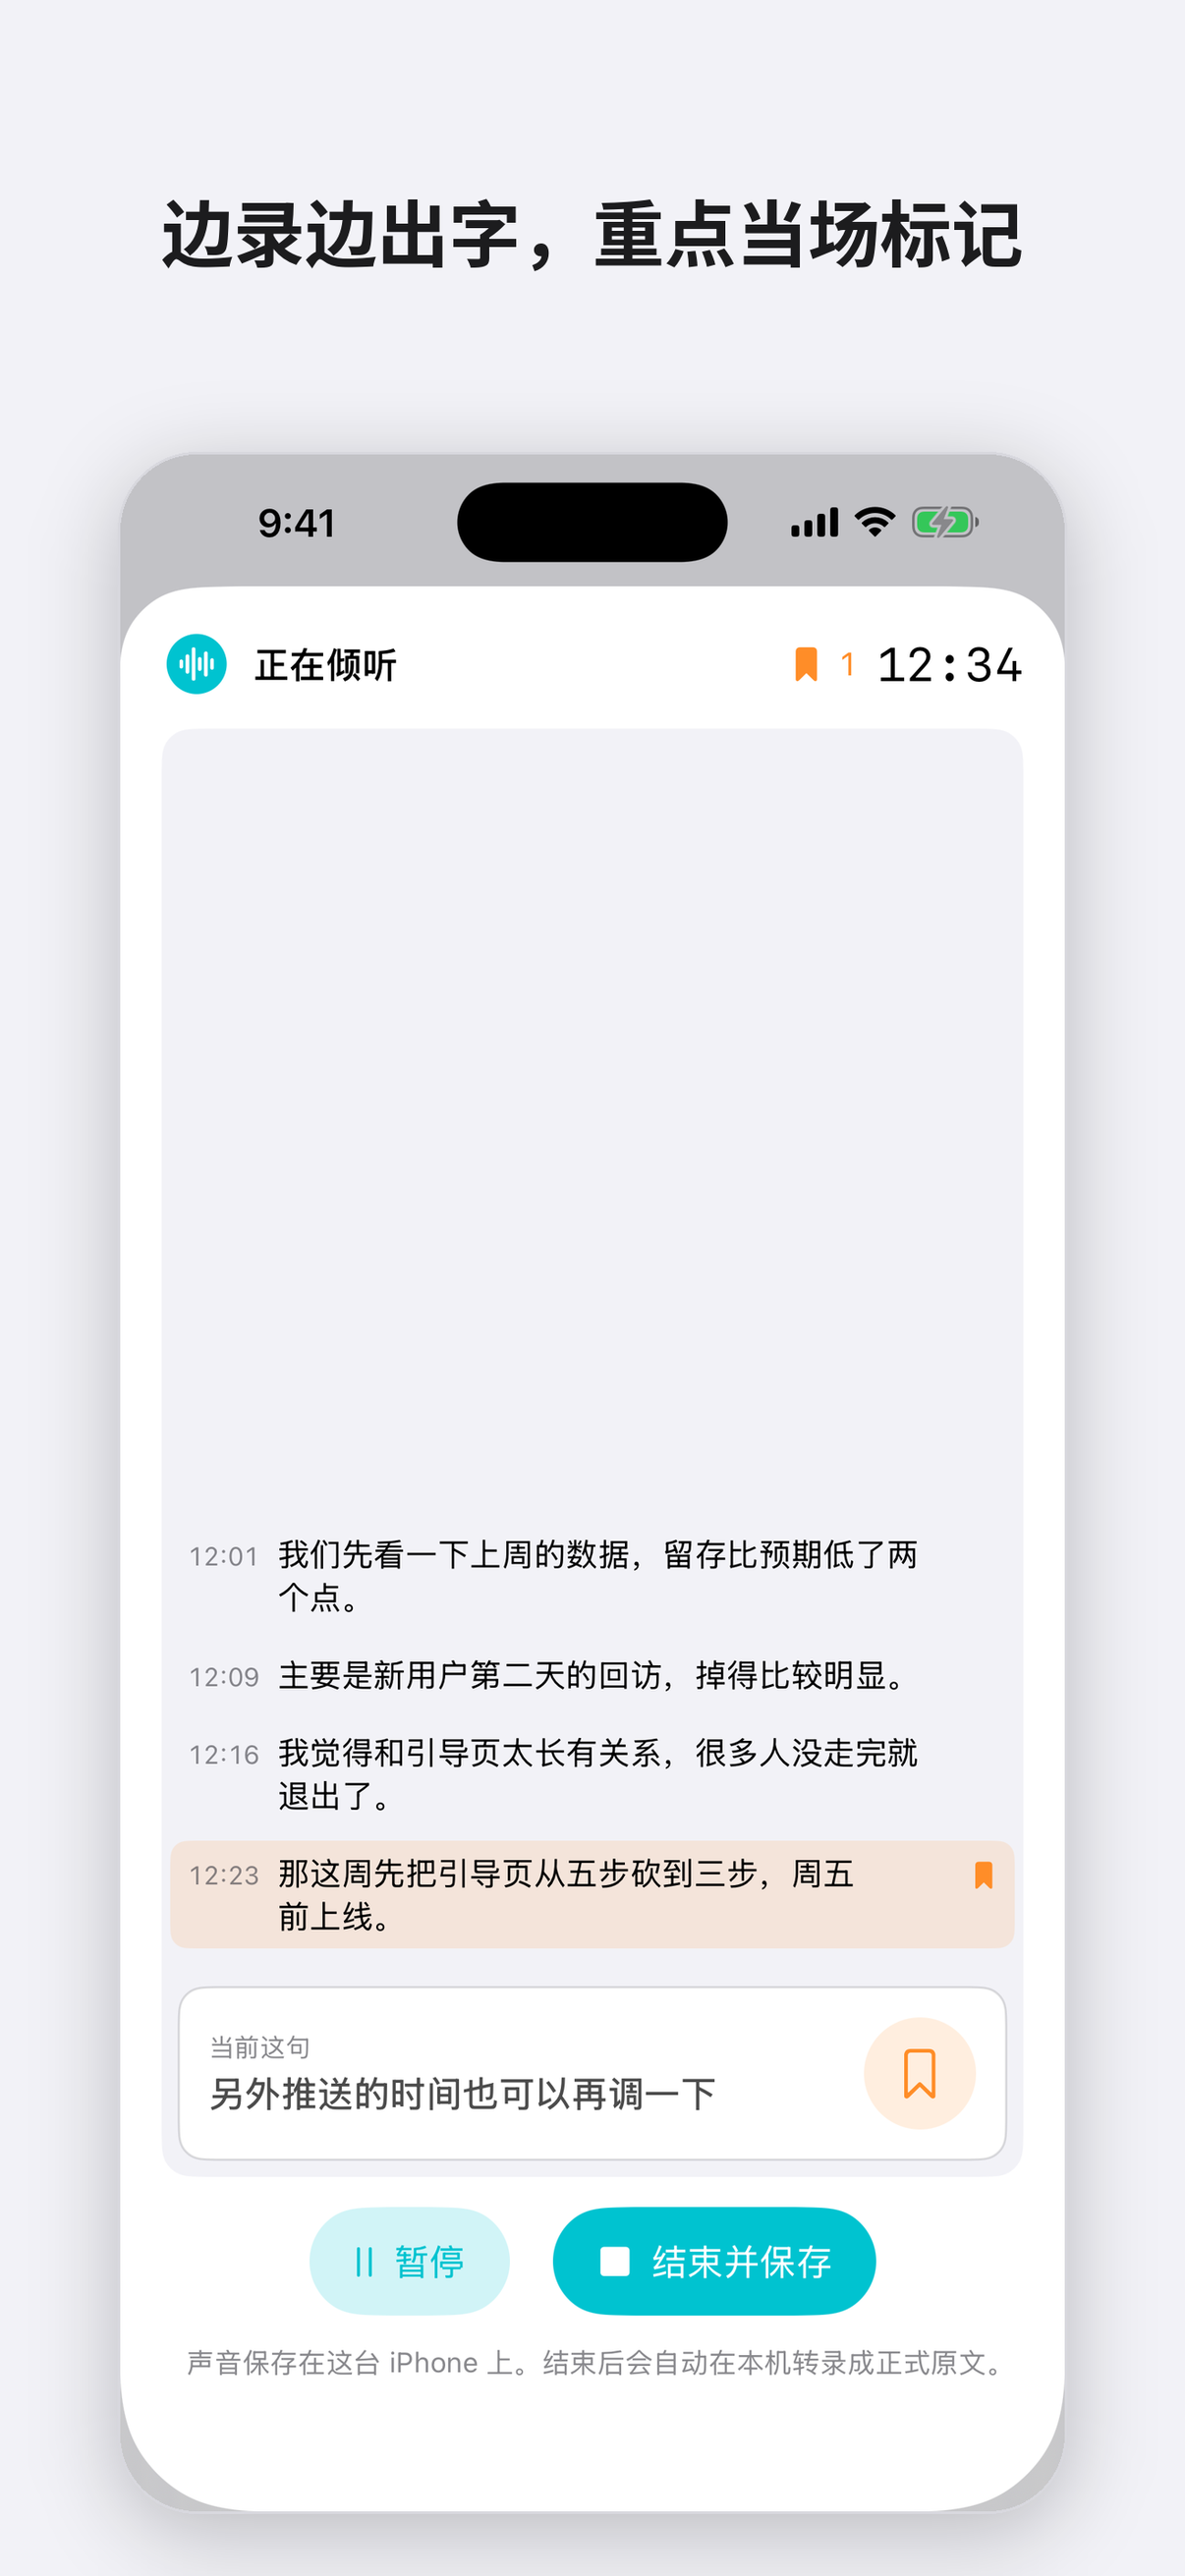 边录边出字，重点当场标记
9:41
正在倾听
1 12:34
12:01 我们先看一下上周的数据，留存比预期低了两
个点。
12:09 主要是新用户第二天的回访，掉得比较明显。
12:16 我觉得和引导页太长有关系，很多人没走完就
退出了。
12:23 那这周先把引导页从五步砍到三步，周五
前上线。
当前这句
另外推送的时间也可以再调一下
暂停 结束并保存
声音保存在这台 iPhone 上。结束后会自动在本机转录成正式原文。